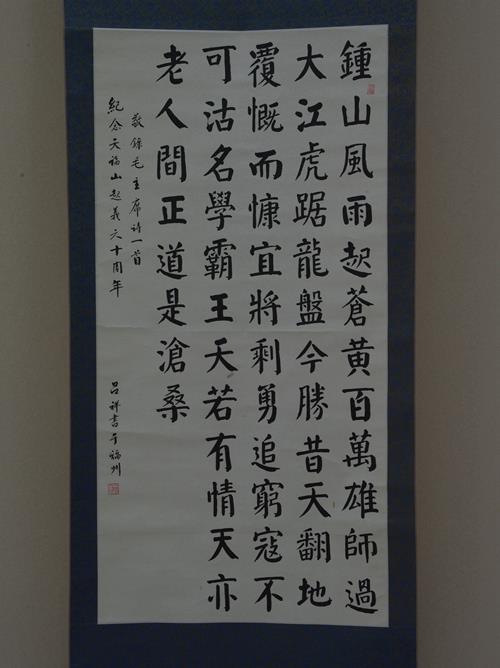 鍾山風雨起蒼黃百萬雄師過
大江虎踞龍盤今勝昔天翻地
覆慨而慷宜將剩勇追窮寇不
可沽名學霸王天若有情天亦
老人間正道是滄桑
敬錄毛主席詩一首
紀念天福山起義六十周年
呂祥書于福州